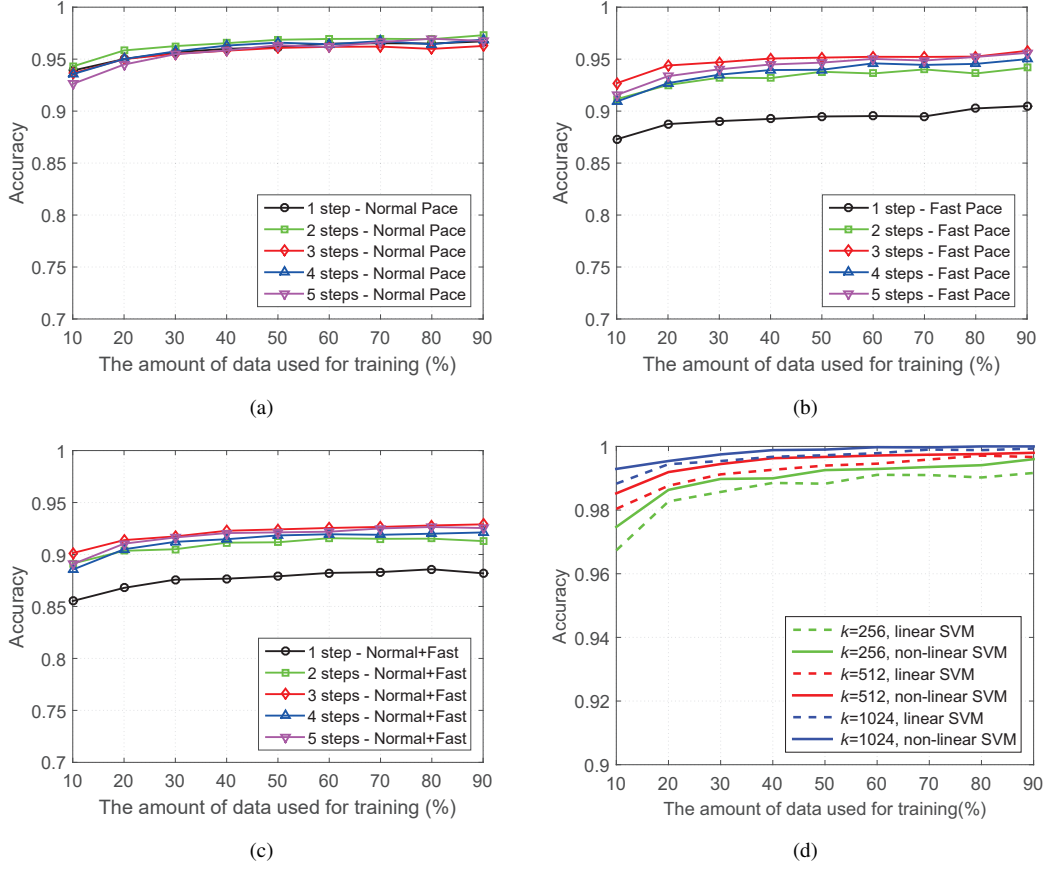 1
0.95
0.9
0.85
0.8
0.75
0.7
Accuracy
1 step - Normal Pace
2 steps - Normal Pace
3 steps - Normal Pace
4 steps - Normal Pace
5 steps - Normal Pace
10 20 30 40 50 60 70 80 90
The amount of data used for training (%)
(a)
1
0.95
0.9
0.85
0.8
0.75
0.7
Accuracy
1 step - Fast Pace
2 steps - Fast Pace
3 steps - Fast Pace
4 steps - Fast Pace
5 steps - Fast Pace
10 20 30 40 50 60 70 80 90
The amount of data used for training (%)
(b)
1
0.95
0.9
0.85
0.8
0.75
0.7
Accuracy
1 step - Normal+Fast
2 steps - Normal+Fast
3 steps - Normal+Fast
4 steps - Normal+Fast
5 steps - Normal+Fast
10 20 30 40 50 60 70 80 90
The amount of data used for training (%)
(c)
1
0.98
0.96
0.94
0.92
0.9
Accuracy
k=256, linear SVM
k=256, non-linear SVM
k=512, linear SVM
k=512, non-linear SVM
k=1024, linear SVM
k=1024, non-linear SVM
10 20 30 40 50 60 70 80 90
The amount of data used for training(%)
(d)